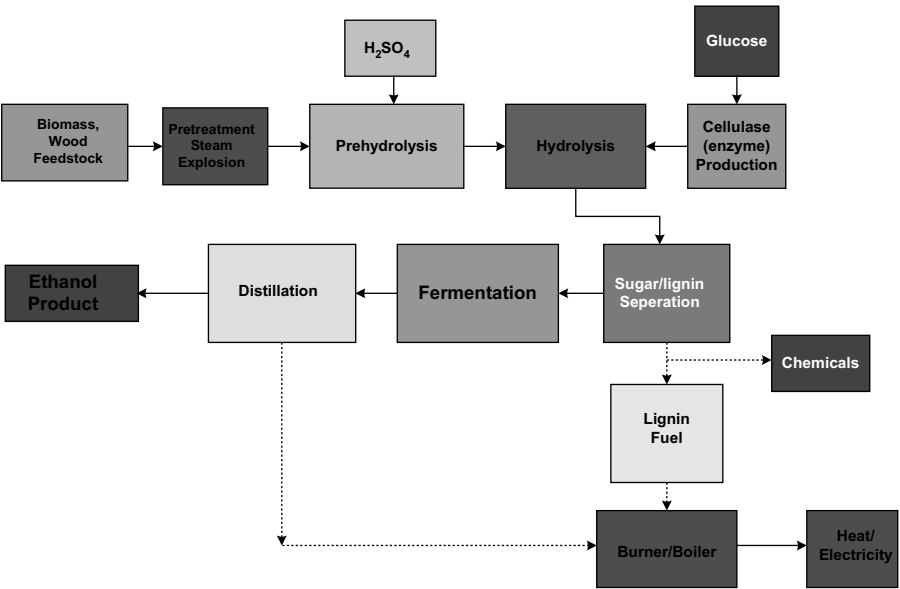 H₂SO₄
Glucose
Biomass,
Wood
Feedstock
Pretreatment
Steam
Explosion
Prehydrolysis
Hydrolysis
Cellulase
(enzyme)
Production
Ethanol
Product
Distillation
Fermentation
Sugar/lignin
Seperation
Chemicals
Lignin
Fuel
Burner/Boiler
Heat/
Electricity